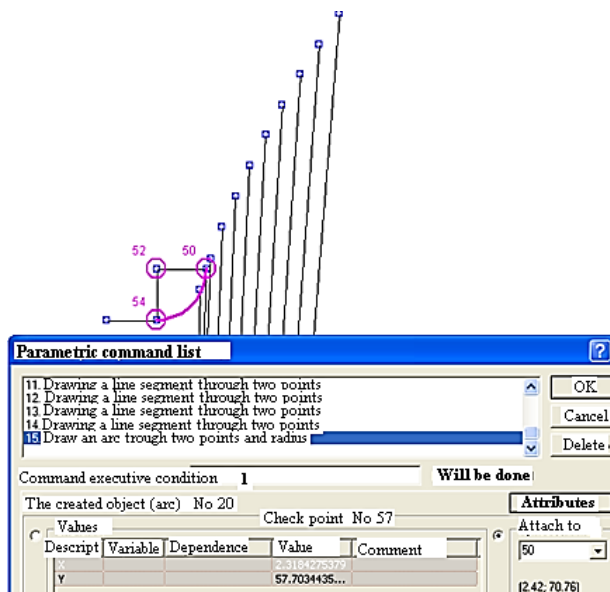 52 50
54
Parametric command list ?
11. Drawing a line segment through two points
12. Drawing a line segment through two points
13. Drawing a line segment through two points
14. Drawing a line segment through two points
15 Draw an arc trough two points and radius
OK
Cancel
Delete
Command executive condition 1 Will be done
The created object (arc) No 20 Attributes
Values Check point No 57 Attach to
Descript Variable Dependence Value Comment 50
X 2.3184275379
Y 57.7034435...
(2.42; 70.76)